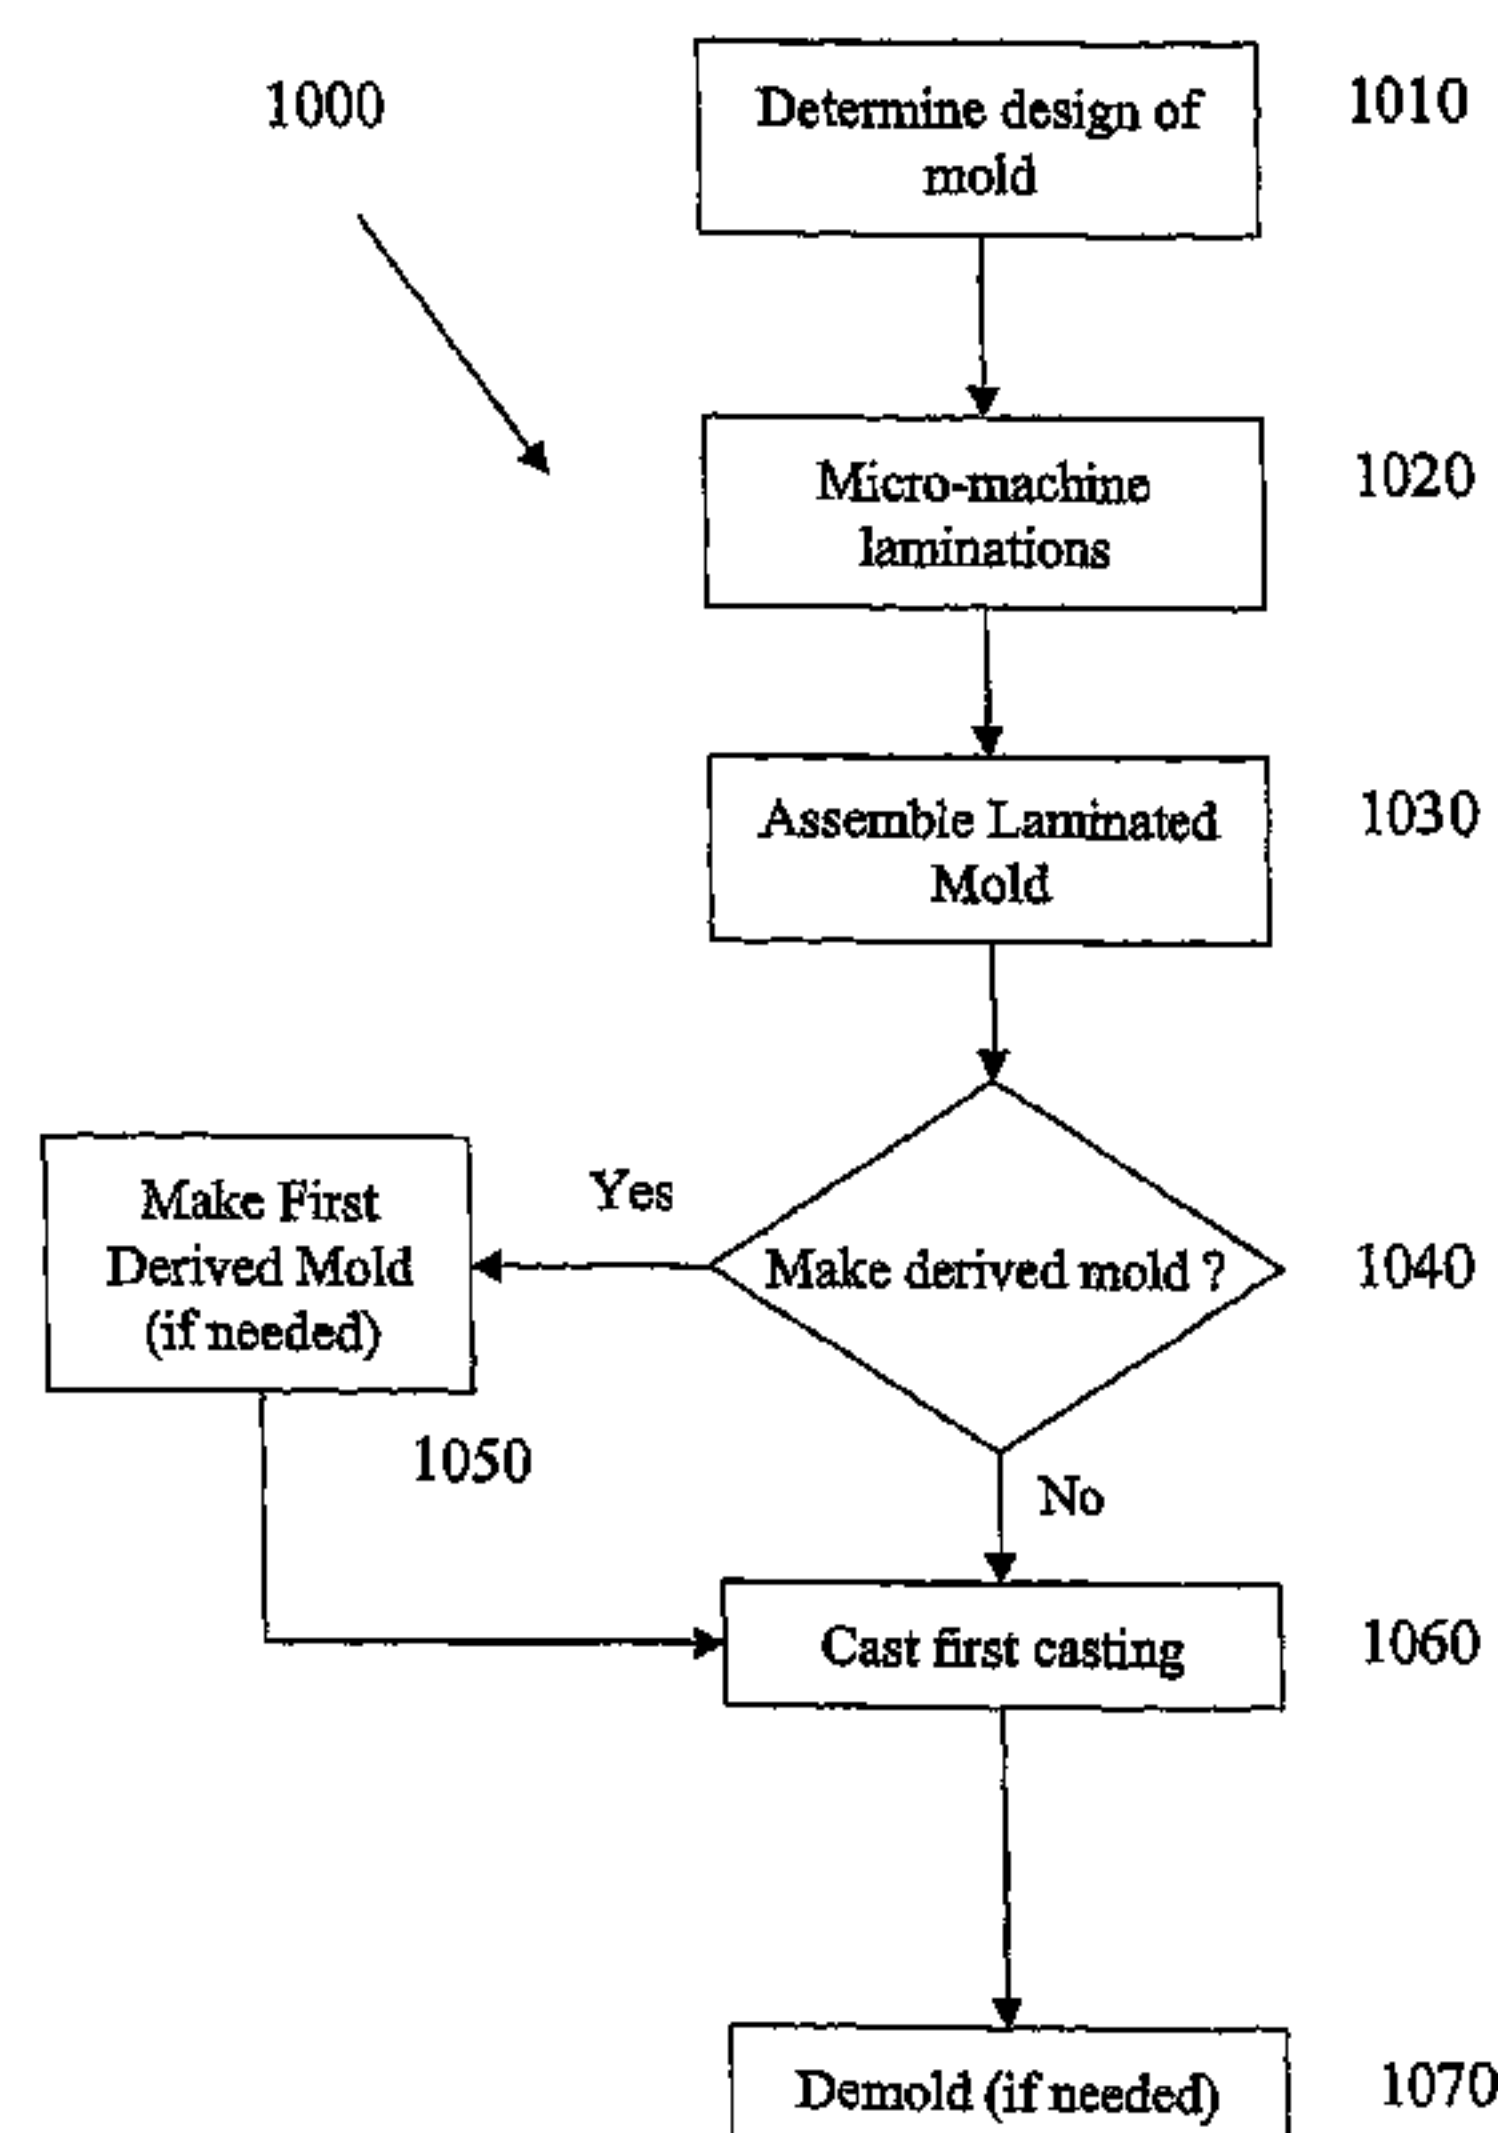 1000
Determine design of
mold
1010
Micro-machine
laminations
1020
Assemble Laminated
Mold
1030
Make derived mold ?
1040
Yes
Make First
Derived Mold
(if needed)
1050
No
Cast first casting
1060
Demold (if needed)
1070